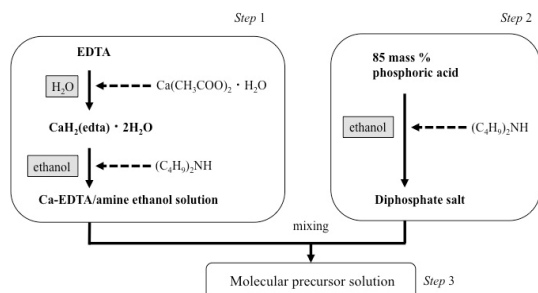 Step 1
EDTA
H₂O
Ca(CH₃COO)₂・H₂O
CaH₂(edta)・2H₂O
ethanol
(C₄H₉)₂NH
Ca-EDTA/amine ethanol solution
Step 2
85 mass %
phosphoric acid
ethanol
(C₄H₉)₂NH
Diphosphate salt
mixing
Molecular precursor solution
Step 3